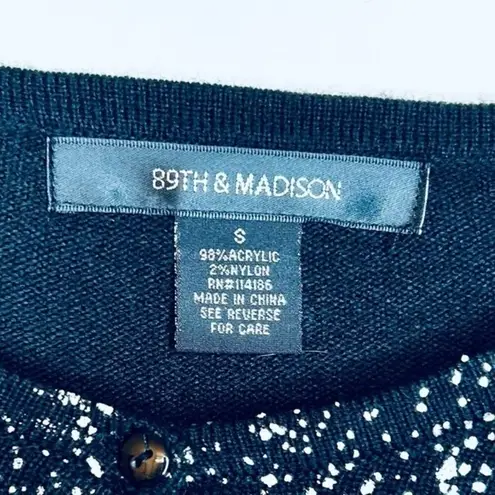 89TH & MADISON
S
98%ACRYLIC
2%NYLON
RN#114186
MADE IN CHINA
SEE REVERSE
FOR CARE